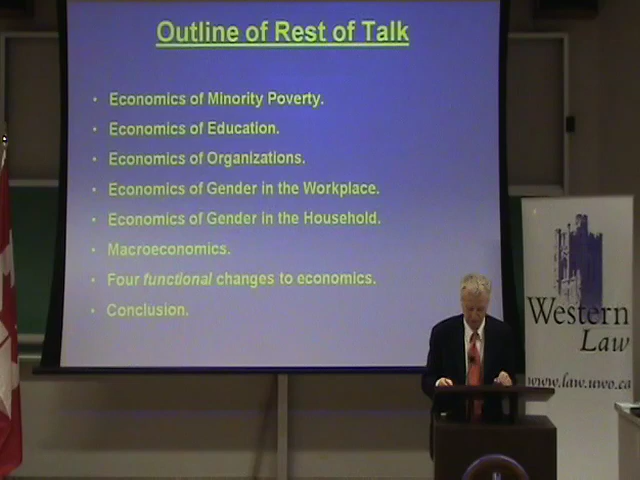 Outline of Rest of Talk
• Economics of Minority Poverty.
• Economics of Education.
• Economics of Organizations.
• Economics of Gender in the Workplace.
• Economics of Gender in the Household.
• Macroeconomics.
• Four functional changes to economics.
• Conclusion.
Western
Law
www.law.uwo.ca